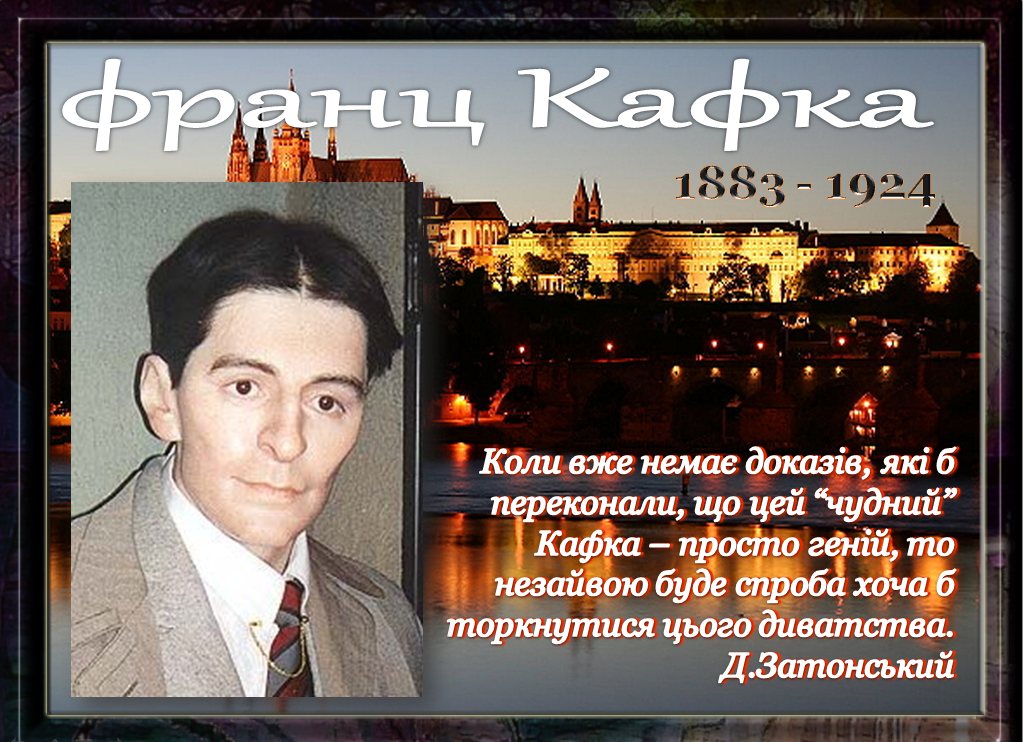 франц Кафка
1883 - 1924
Коли вже немає доказів, які б
переконали, що цей “чудний”
Кафка – просто геній, то
незайвою буде спроба хоча б
торкнутися цього диватства.
Д.Затонський